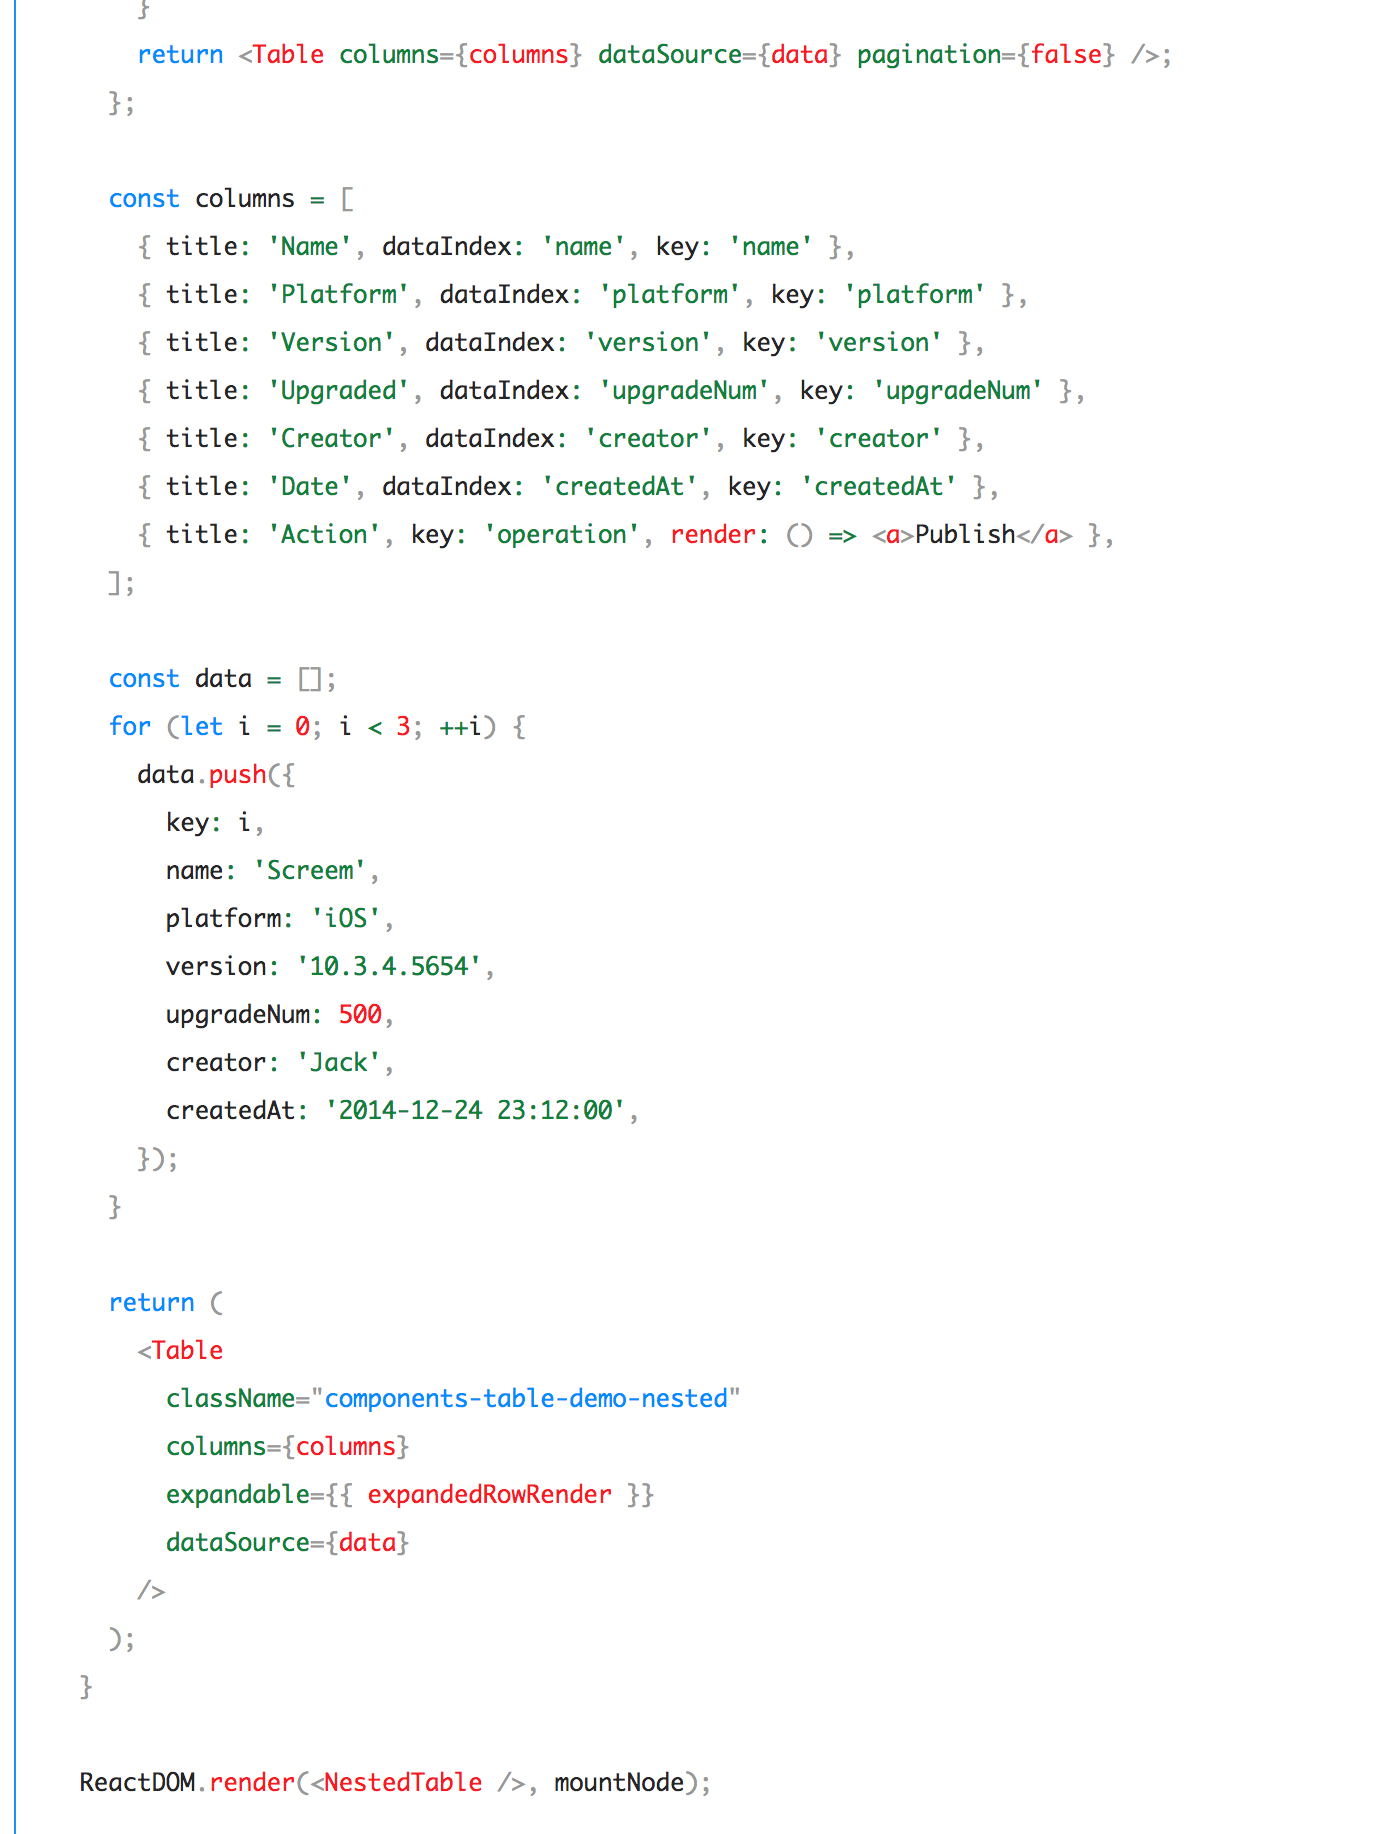 }
return <Table columns={columns} dataSource={data} pagination={false} />;
};
const columns = [
{ title: 'Name', dataIndex: 'name', key: 'name' },
{ title: 'Platform', dataIndex: 'platform', key: 'platform' },
{ title: 'Version', dataIndex: 'version', key: 'version' },
{ title: 'Upgraded', dataIndex: 'upgradeNum', key: 'upgradeNum' },
{ title: 'Creator', dataIndex: 'creator', key: 'creator' },
{ title: 'Date', dataIndex: 'createdAt', key: 'createdAt' },
{ title: 'Action', key: 'operation', render: () => <a>Publish</a> },
];
const data = [];
for (let i = 0; i < 3; ++i) {
data.push({
key: i,
name: 'Screem',
platform: 'iOS',
version: '10.3.4.5654',
upgradeNum: 500,
creator: 'Jack',
createdAt: '2014-12-24 23:12:00',
});
}
return (
<Table
className="components-table-demo-nested"
columns={columns}
expandable={{ expandedRowRender }}
dataSource={data}
/>
);
}
ReactDOM.render(<NestedTable />, mountNode);